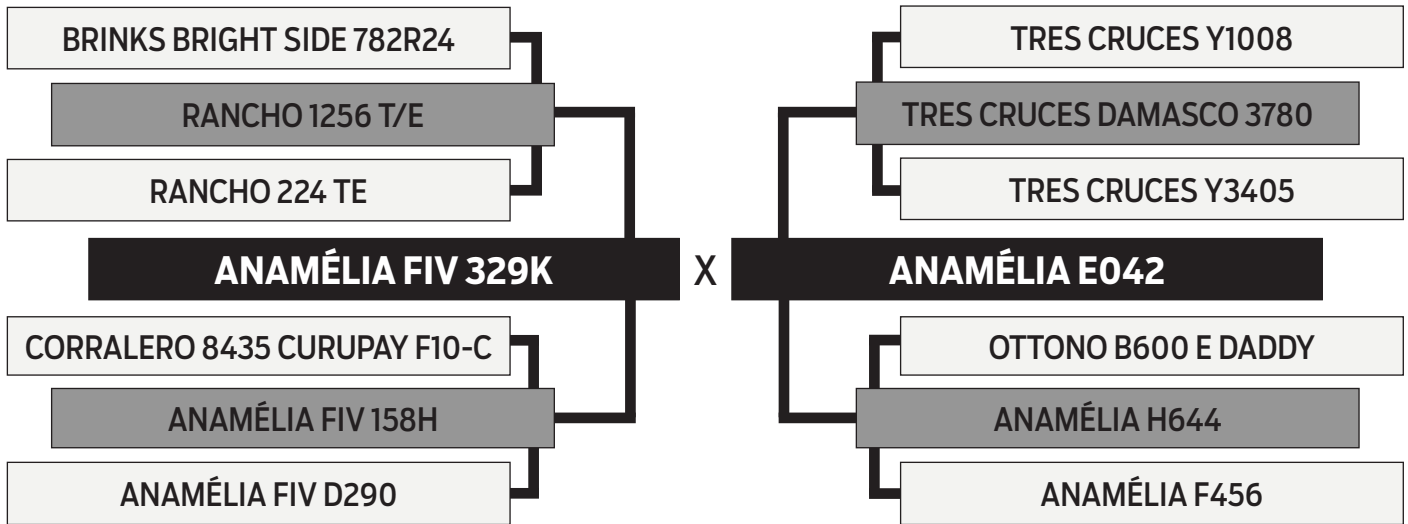 BRINKS BRIGHT SIDE 782R24
RANCHO 1256 T/E
RANCHO 224 TE
ANAMÉLIA FIV 329K
CORRALERO 8435 CURUPAY F10-C
ANAMÉLIA FIV 158H
ANAMÉLIA FIV D290
X
TRES CRUCES Y1008
TRES CRUCES DAMASCO 3780
TRES CRUCES Y3405
ANAMÉLIA E042
OTTONO B600 E DADDY
ANAMÉLIA H644
ANAMÉLIA F456